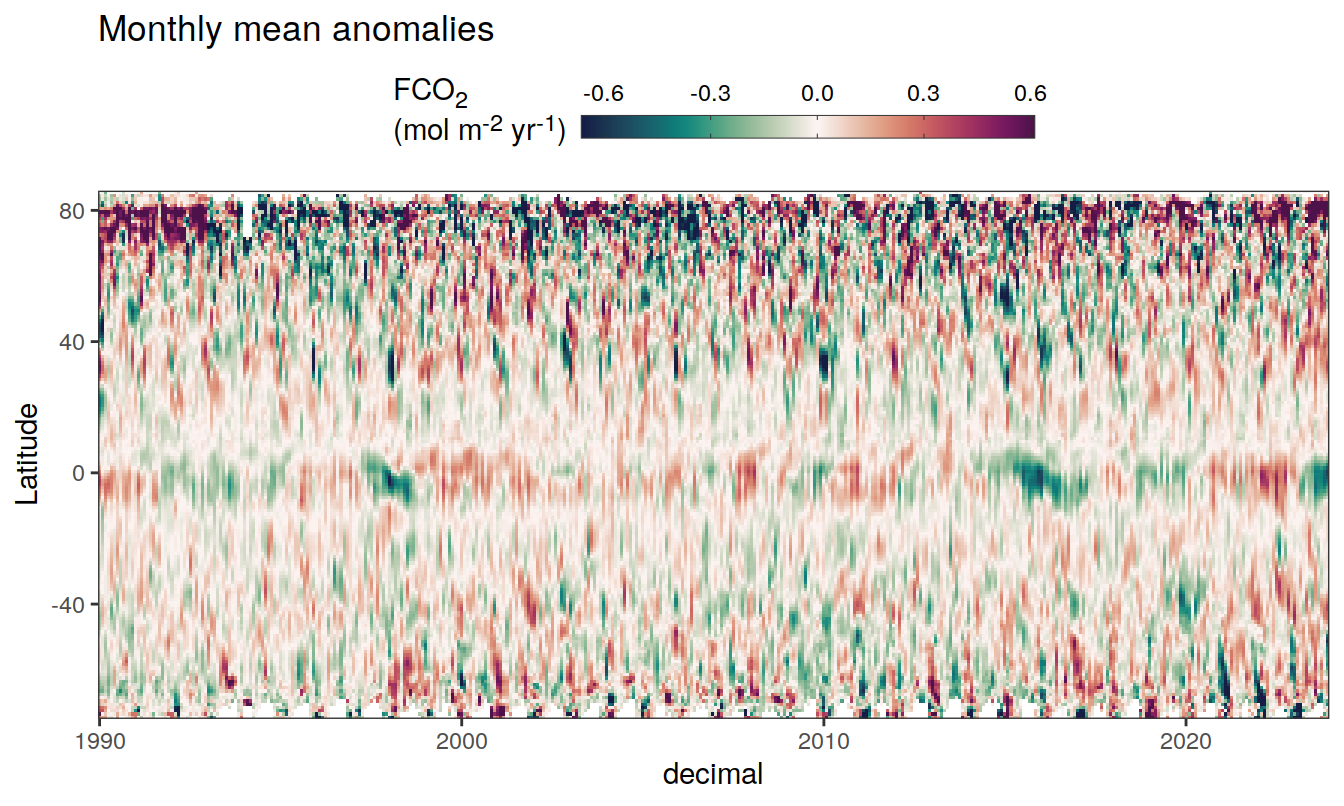 Monthly mean anomalies
FCO₂
(mol m⁻² yr⁻¹)
-0.6 -0.3 0.0 0.3 0.6
Latitude
80
40
0
-40
1990 2000 2010 2020
decimal